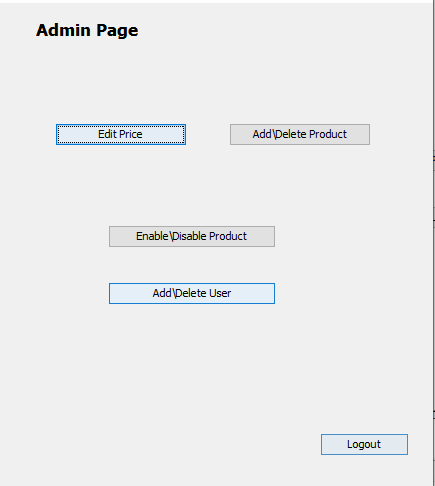 Admin Page
Edit Price
Add\Delete Product
Enable\Disable Product
Add\Delete User
Logout